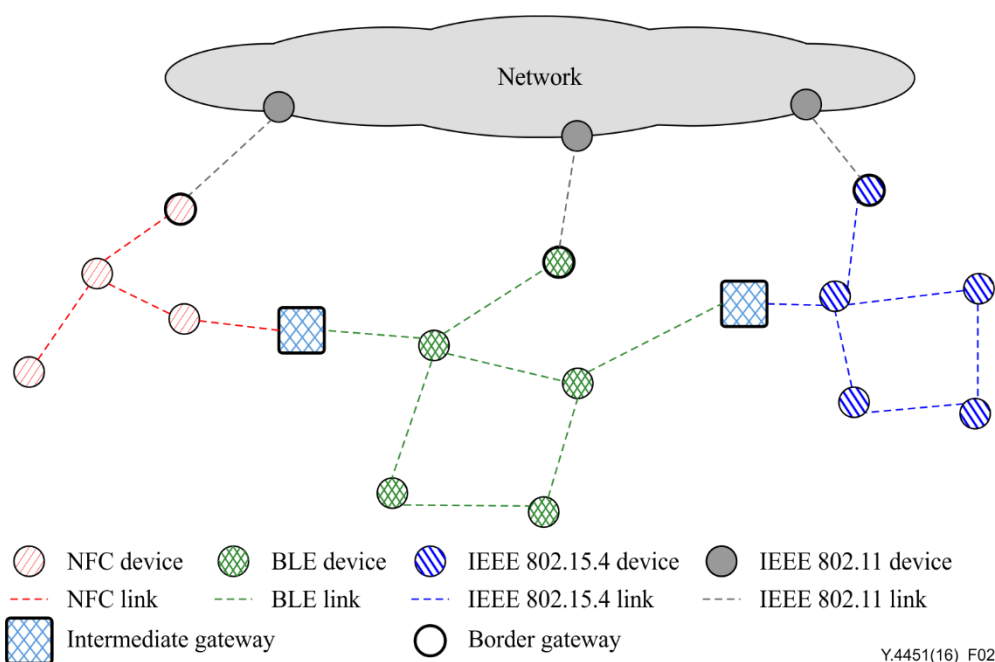 Network
NFC device BLE device IEEE 802.15.4 device IEEE 802.11 device
NFC link BLE link IEEE 802.15.4 link IEEE 802.11 link
Intermediate gateway Border gateway
Y.4451(16)_F02